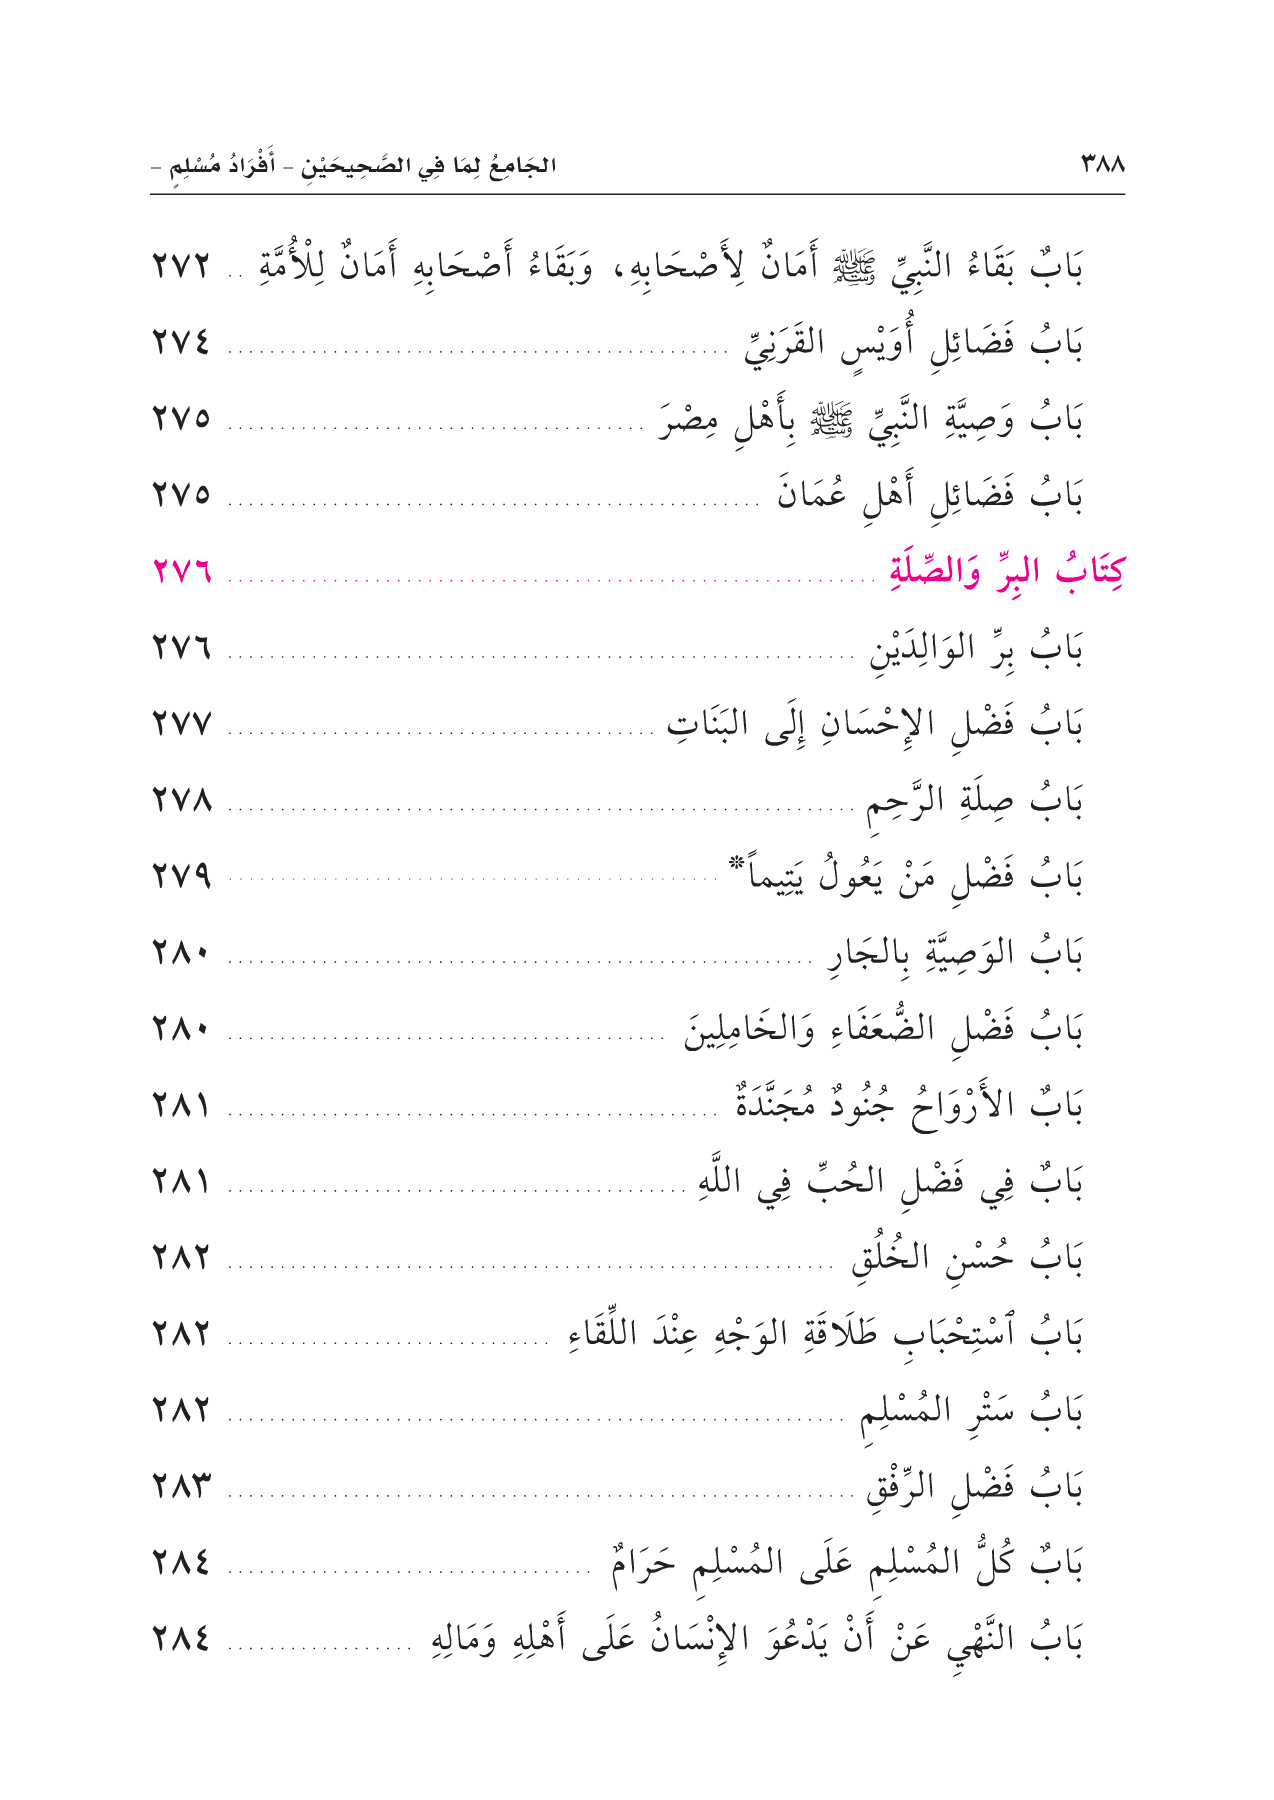 ٣٨٨ الجَامِعُ لِمَا فِي الصَّحِيحَيْنِ – أَفْرَادُ مُسْلِمٍ –
بَابٌ بَقَاءُ النَّبِيِّ ﷺ أَمَانٌ لِأَصْحَابِهِ، وَبَقَاءُ أَصْحَابِهِ أَمَانٌ لِلْأُمَّةِ .. ٢٧٢
بَابُ فَضَائِلِ أُوَيْسٍ القَرَنِيِّ ................ ٢٧٤
بَابُ وَصِيَّةِ النَّبِيِّ ﷺ بِأَهْلِ مِصْرَ ................ ٢٧٥
بَابُ فَضَائِلِ أَهْلِ عُمَانَ ................ ٢٧٥
كِتَابُ البِرِّ وَالصِّلَةِ ................ ٢٧٦
بَابُ بِرِّ الوَالِدَيْنِ ................ ٢٧٦
بَابُ فَضْلِ الإِحْسَانِ إِلَى البَنَاتِ ................ ٢٧٧
بَابُ صِلَةِ الرَّحِمِ ................ ٢٧٨
بَابُ فَضْلِ مَنْ يَعُولُ يَتِيماً* ................ ٢٧٩
بَابُ الوَصِيَّةِ بِالجَارِ ................ ٢٨٠
بَابُ فَضْلِ الضُّعَفَاءِ وَالخَامِلِينَ ................ ٢٨٠
بَابٌ الأَرْوَاحُ جُنُودٌ مُجَنَّدَةٌ ................ ٢٨١
بَابٌ فِي فَضْلِ الحُبِّ فِي اللَّهِ ................ ٢٨١
بَابُ حُسْنِ الخُلُقِ ................ ٢٨٢
بَابُ ٱسْتِحْبَابِ طَلَاقَةِ الوَجْهِ عِنْدَ اللِّقَاءِ ................ ٢٨٢
بَابُ سَتْرِ المُسْلِمِ ................ ٢٨٢
بَابُ فَضْلِ الرِّفْقِ ................ ٢٨٣
بَابٌ كُلُّ المُسْلِمِ عَلَى المُسْلِمِ حَرَامٌ ................ ٢٨٤
بَابُ النَّهْيِ عَنْ أَنْ يَدْعُوَ الإِنْسَانُ عَلَى أَهْلِهِ وَمَالِهِ ................ ٢٨٤